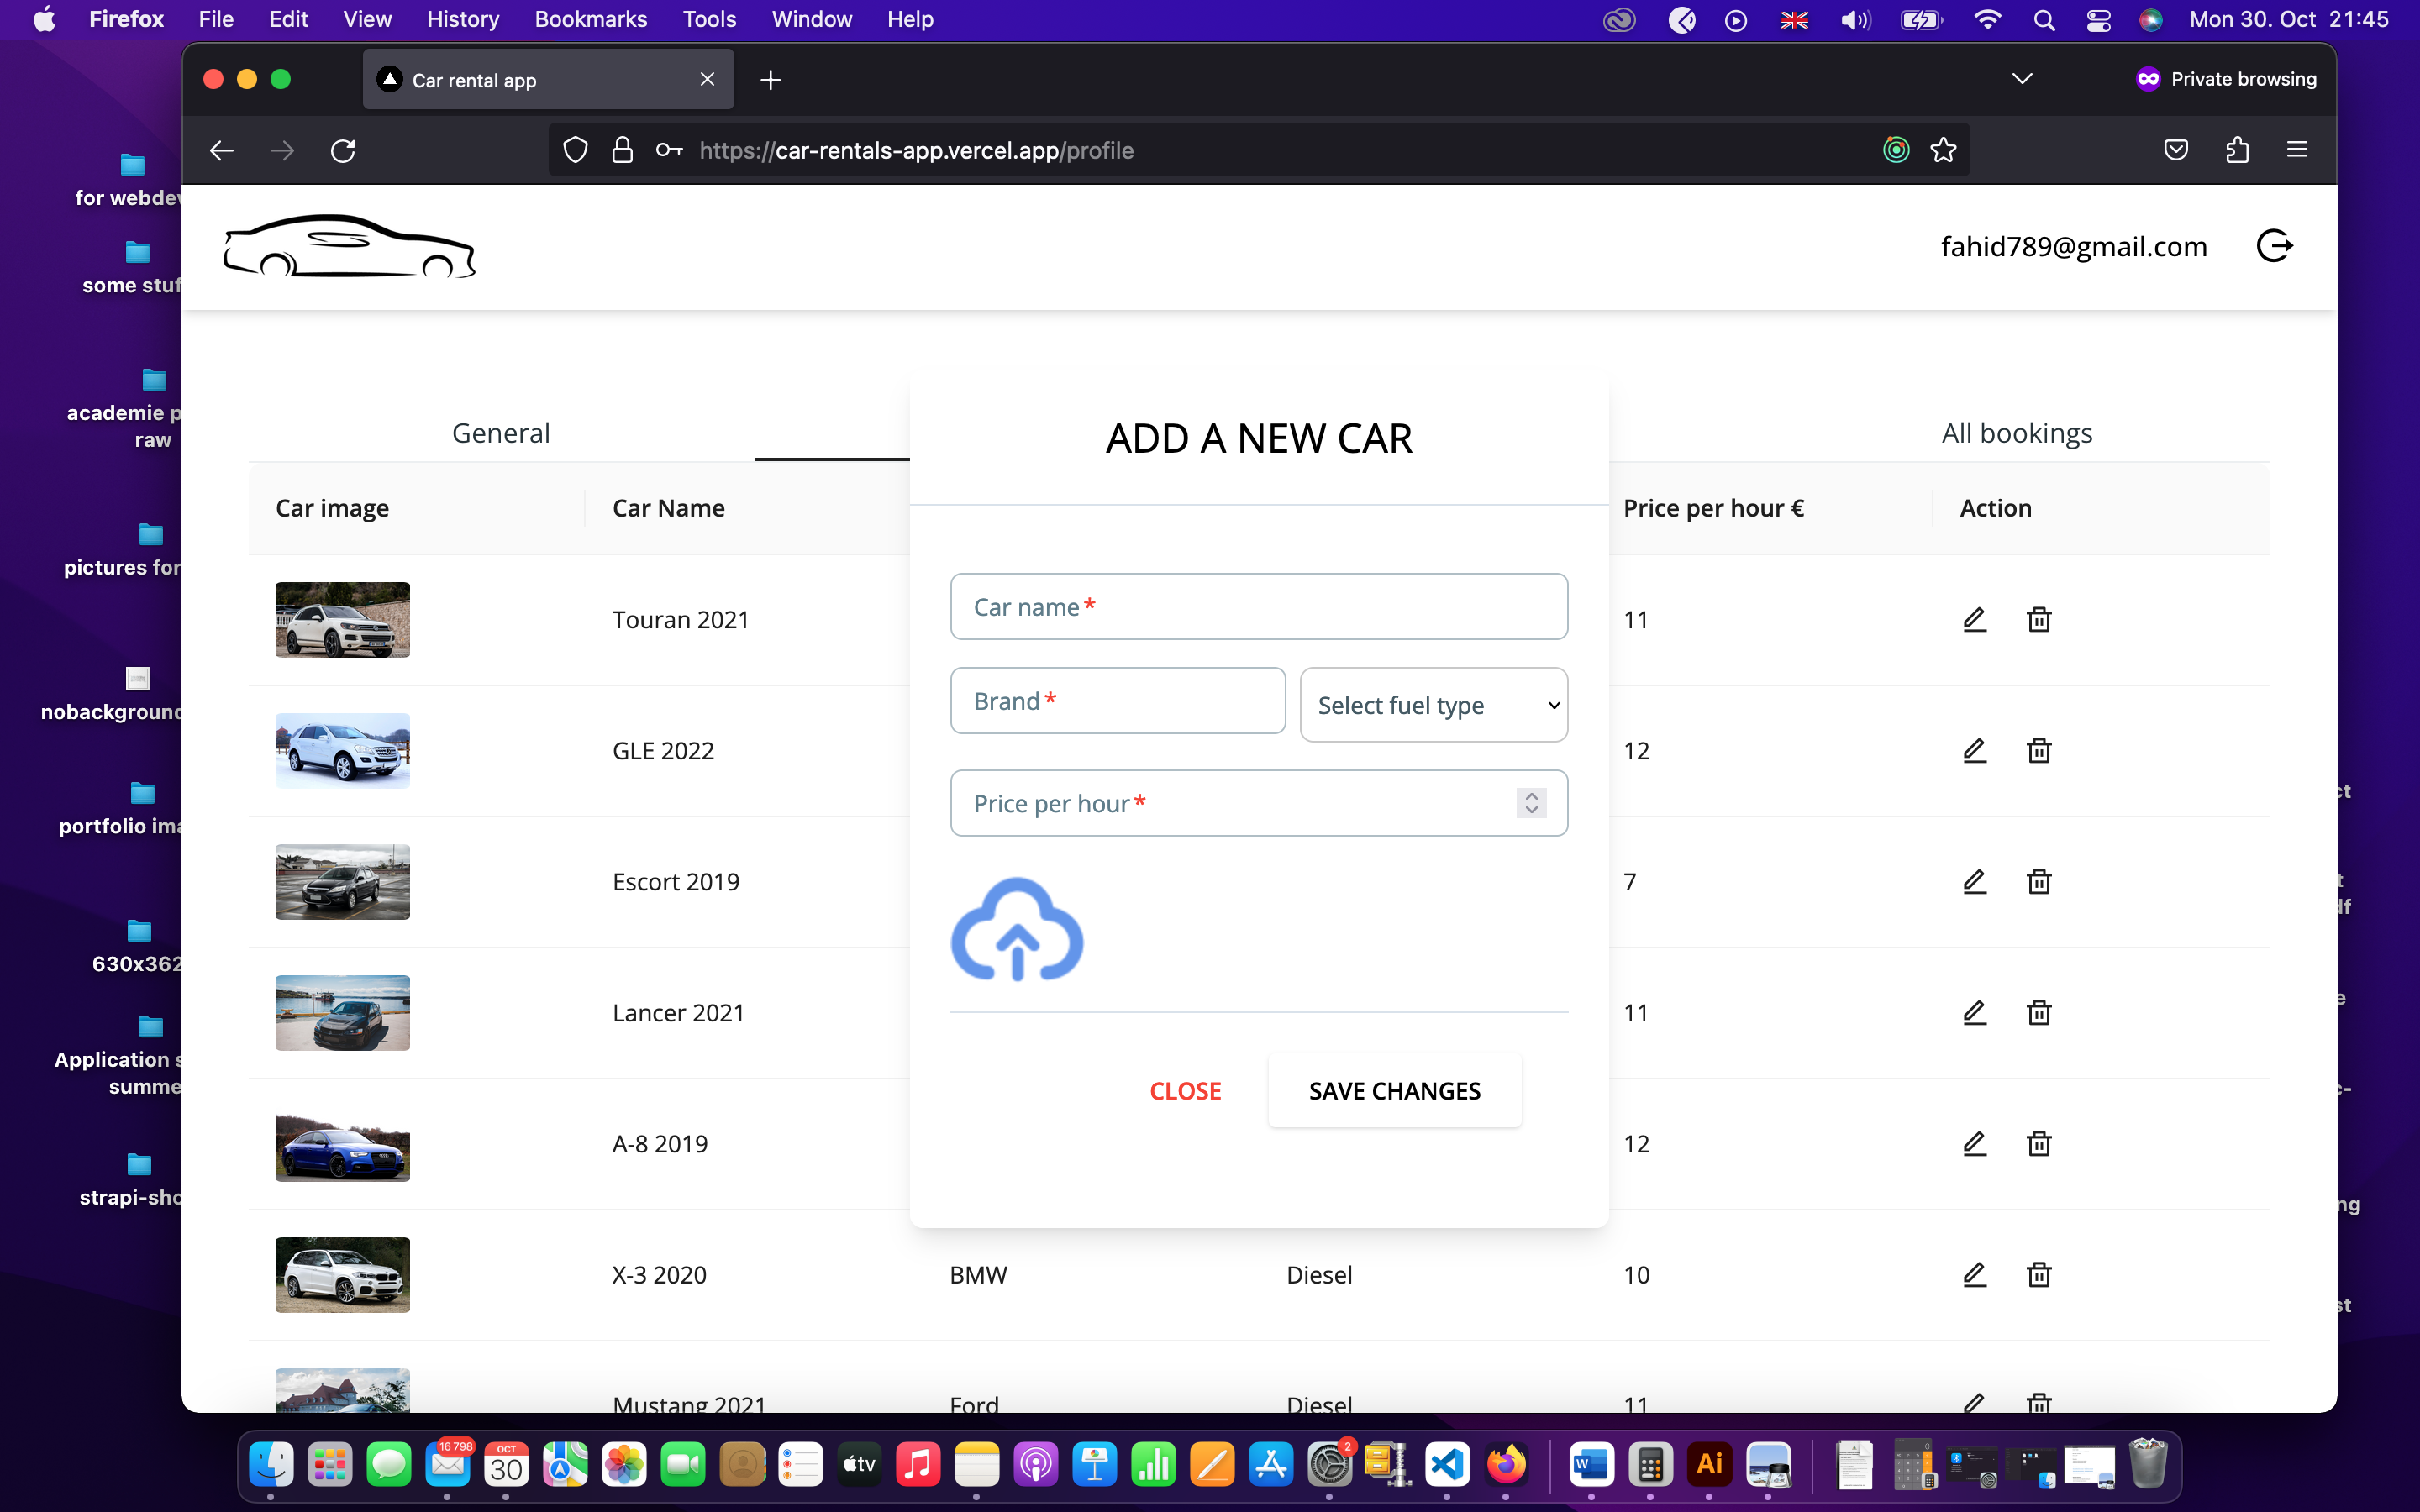 Firefox File Edit View History Bookmarks Tools Window Help Mon 30. Oct 21:45
Car rental app
Private browsing
https://car-rentals-app.vercel.app/profile
fahid789@gmail.com
for webdev
some stuf
academie p
raw
pictures for
nobackground
portfolio ima
630x362
Application s
summe
strapi-sho
General
All bookings
Car image Car Name Price per hour € Action
Touran 2021 11
GLE 2022 12
Escort 2019 7
Lancer 2021 11
A-8 2019 12
X-3 2020 BMW Diesel 10
Mustang 2021 Ford Diesel 11
ADD A NEW CAR
Car name*
Brand*
Select fuel type
Price per hour*
CLOSE
SAVE CHANGES
16 798
OCT
30
tv
2
W
Ai